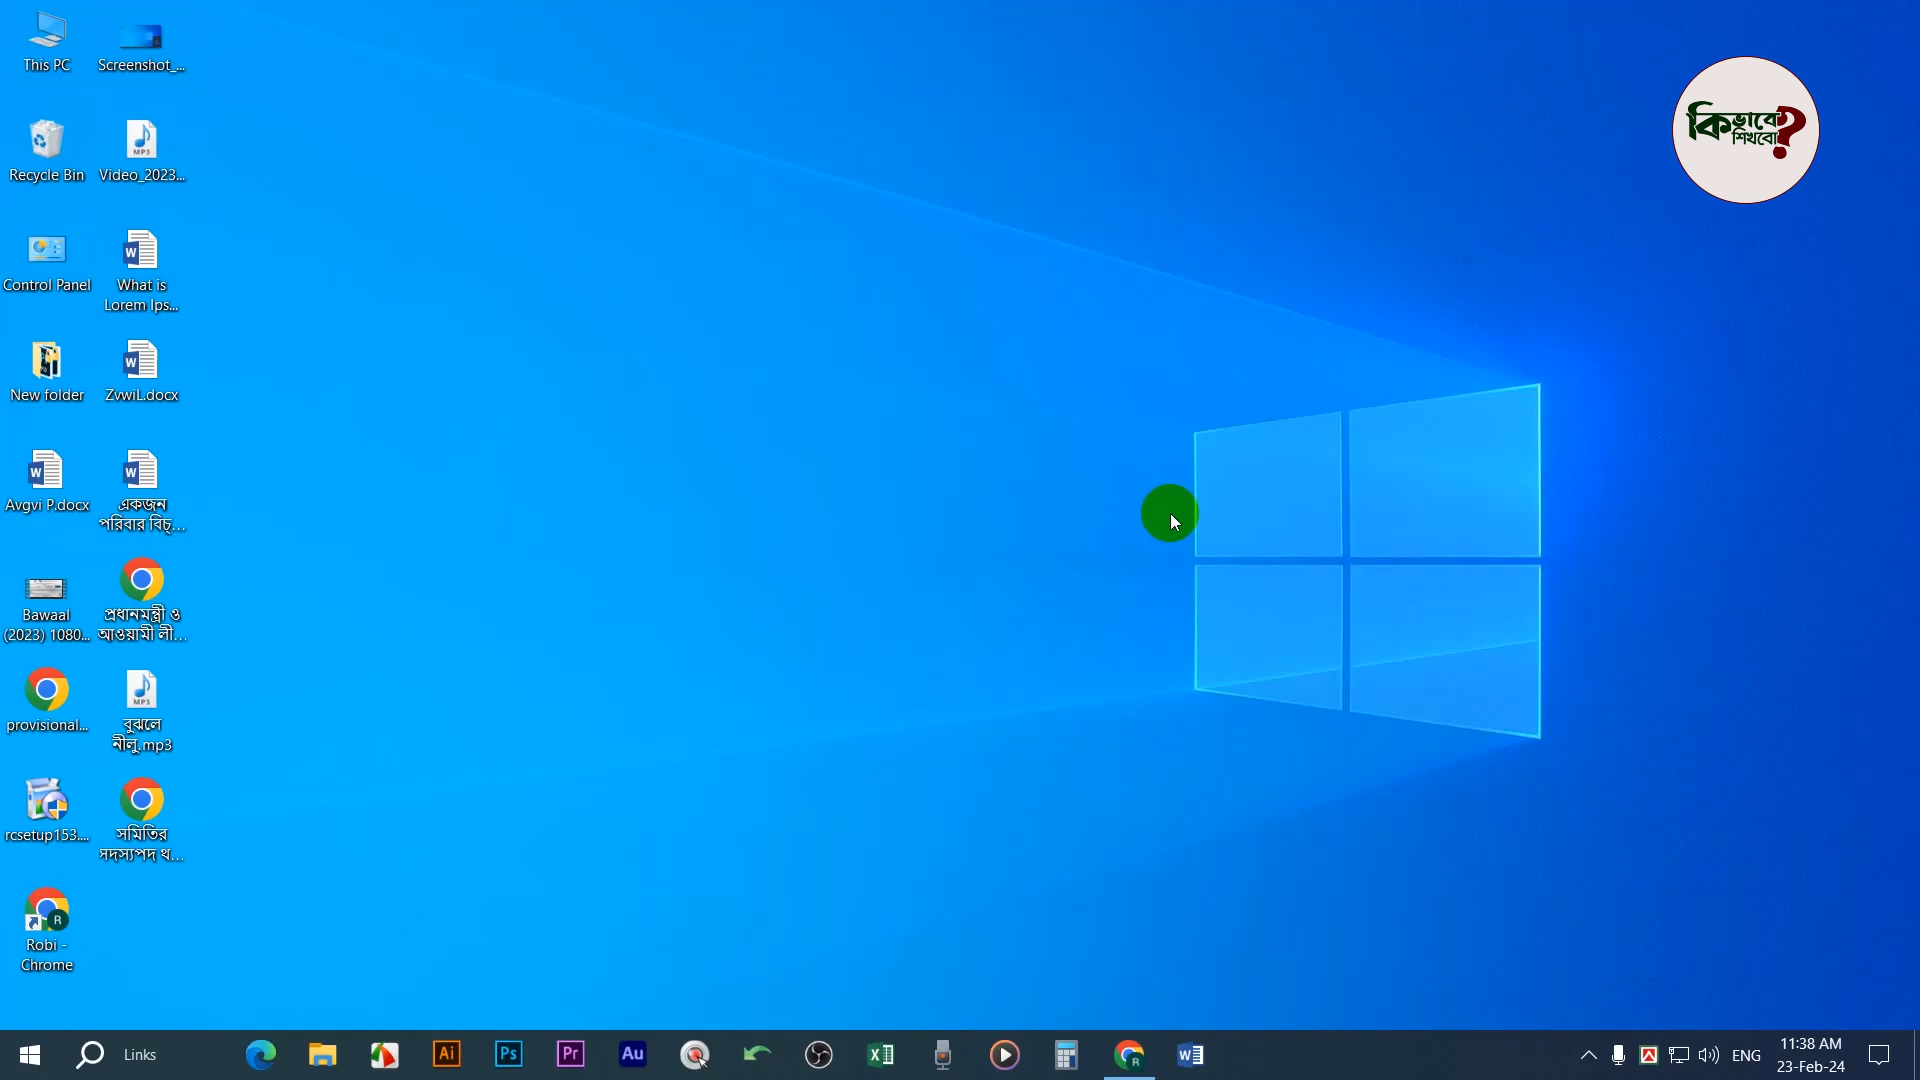 This PC
Screenshot_...
কিভাবে
শিখবো?
Recycle Bin
Video_2023...
MP3
Control Panel
What is
Lorem Ips...
New folder
ZvwiL.docx
Avgvi P.docx
একজন
পরিবার বিচ্...
Bawaal
(2023) 1080...
প্রধানমন্ত্রী ও
আওয়ামী লী...
provisional...
MP3
বুঝলে
নীলু.mp3
rcsetup153....
সমিতির
সদস্যপদ থ...
R
Robi -
Chrome
Links
Ai
Ps
Pr
Au
R
ENG
11:38 AM
23-Feb-24